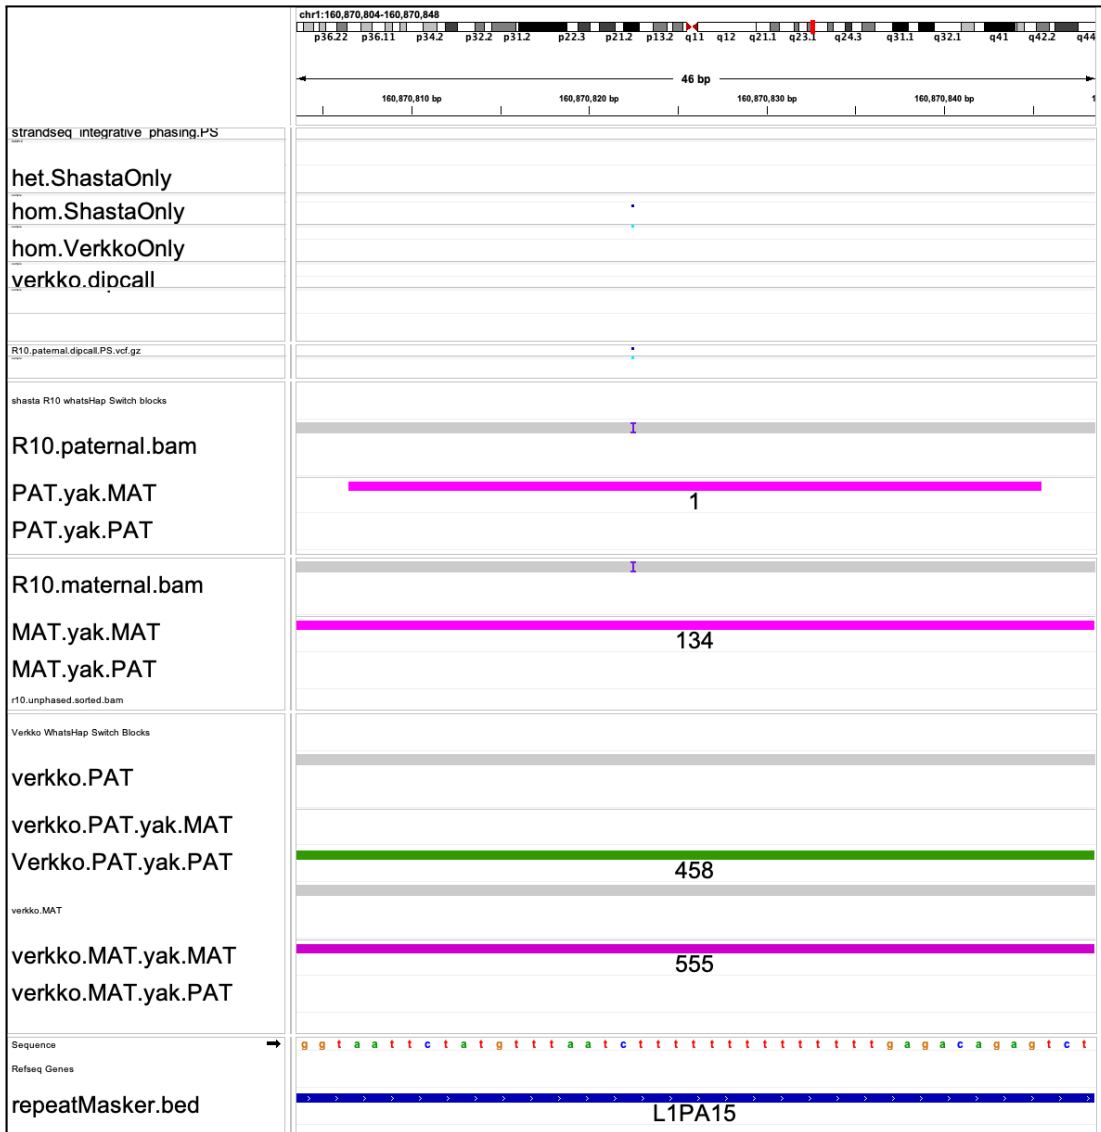 chr1:160,870,804-160,870,848
p36.22 p36.11 p34.2 p32.2 p31.2 p22.3 p21.2 p13.2 q11 q12 q21.1 q23.1 q24.3 q31.1 q32.1 q41 q42.2 q44
46 bp
160,870,810 bp 160,870,820 bp 160,870,830 bp 160,870,840 bp 1
strandseq_integrative_phasing.PS
het.ShastaOnly
hom.ShastaOnly
hom.VerkkoOnly
verkko.dipcall
R10.paternal.dipcall.PS.vcf.gz
shasta R10 whatsHap Switch blocks
R10.paternal.bam
PAT.yak.MAT
1
PAT.yak.PAT
R10.maternal.bam
MAT.yak.MAT
134
MAT.yak.PAT
r10.unphased.sorted.bam
Verkko WhatsHap Switch Blocks
verkko.PAT
verkko.PAT.yak.MAT
Verkko.PAT.yak.PAT
458
verkko.MAT
verkko.MAT.yak.MAT
555
verkko.MAT.yak.PAT
Sequence g g t a a t t c t a t g t t t a a t c t t t t t t t t t t t t t t g a g a c a g a g t c t
Refseq Genes
repeatMasker.bed
L1PA15